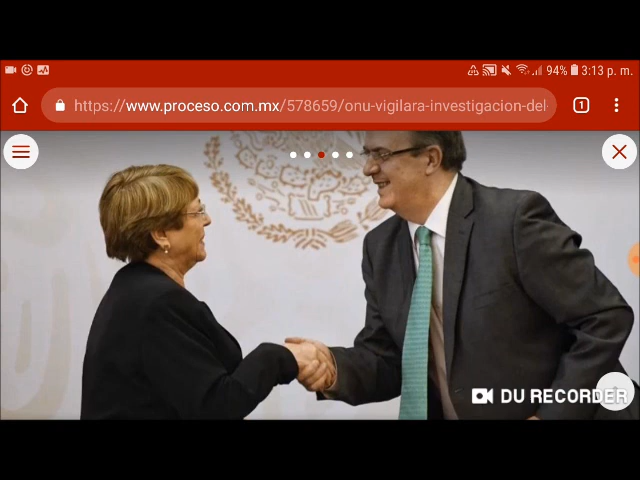 94% 3:13 p. m.
https://www.proceso.com.mx/578659/onu-vigilara-investigacion-del-
1
DU RECORDER